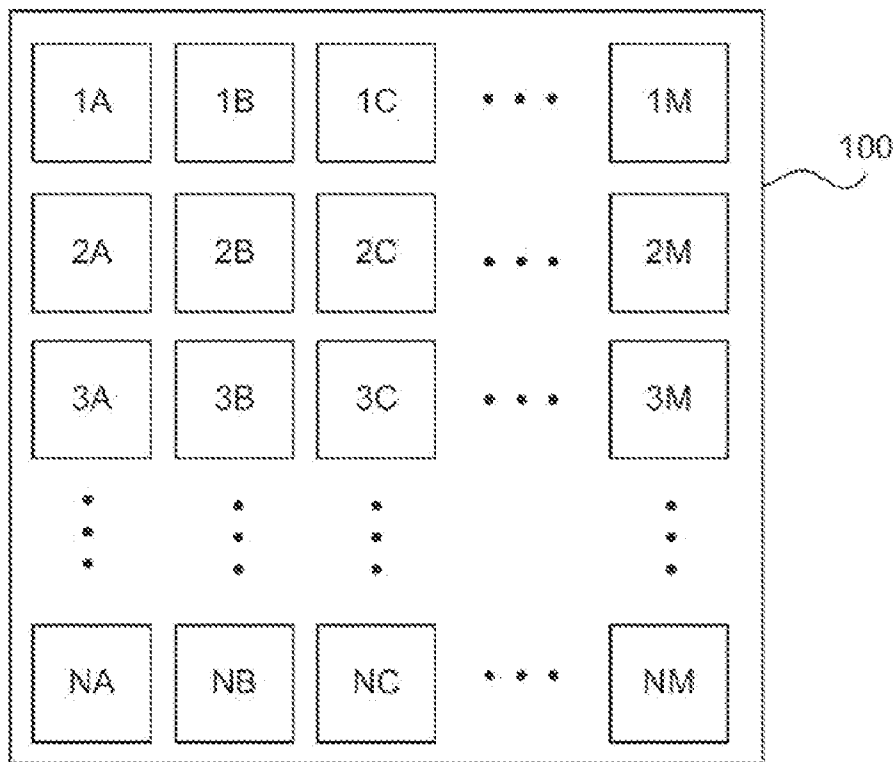 1A 1B 1C • • • 1M
100
2A 2B 2C • • • 2M
3A 3B 3C • • • 3M
NA NB NC • • • NM